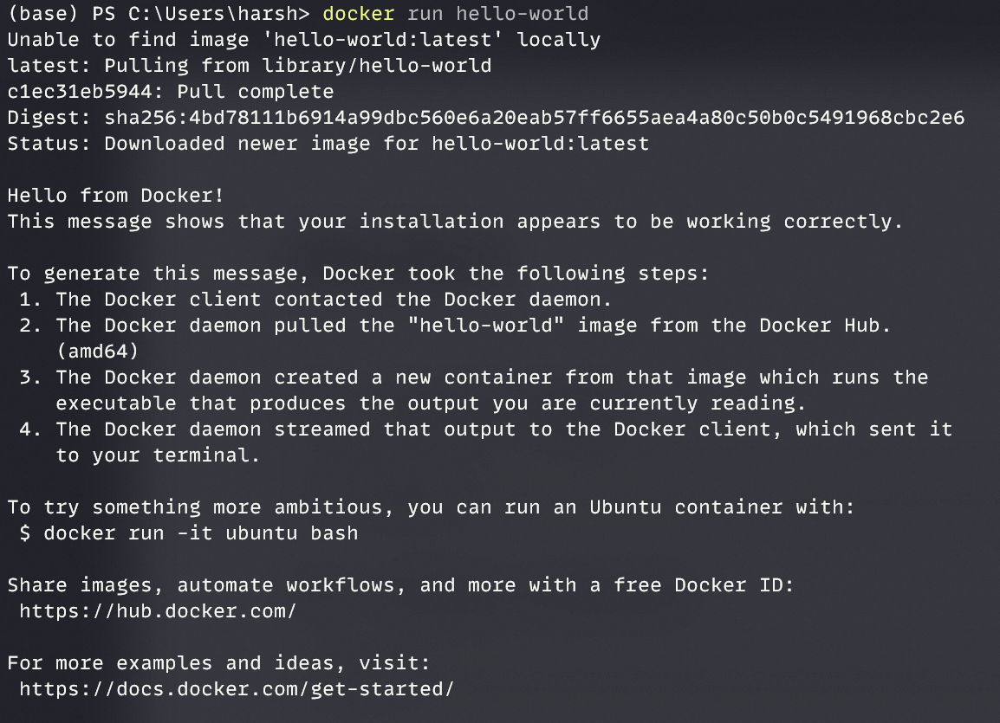 (base) PS C:\Users\harsh> docker run hello-world
Unable to find image 'hello-world:latest' locally
latest: Pulling from library/hello-world
c1ec31eb5944: Pull complete
Digest: sha256:4bd78111b6914a99dbc560e6a20eab57ff6655aea4a80c50b0c5491968cbc2e6
Status: Downloaded newer image for hello-world:latest

Hello from Docker!
This message shows that your installation appears to be working correctly.

To generate this message, Docker took the following steps:
 1. The Docker client contacted the Docker daemon.
 2. The Docker daemon pulled the "hello-world" image from the Docker Hub.
    (amd64)
 3. The Docker daemon created a new container from that image which runs the
    executable that produces the output you are currently reading.
 4. The Docker daemon streamed that output to the Docker client, which sent it
    to your terminal.

To try something more ambitious, you can run an Ubuntu container with:
 $ docker run -it ubuntu bash

Share images, automate workflows, and more with a free Docker ID:
 https://hub.docker.com/

For more examples and ideas, visit:
 https://docs.docker.com/get-started/